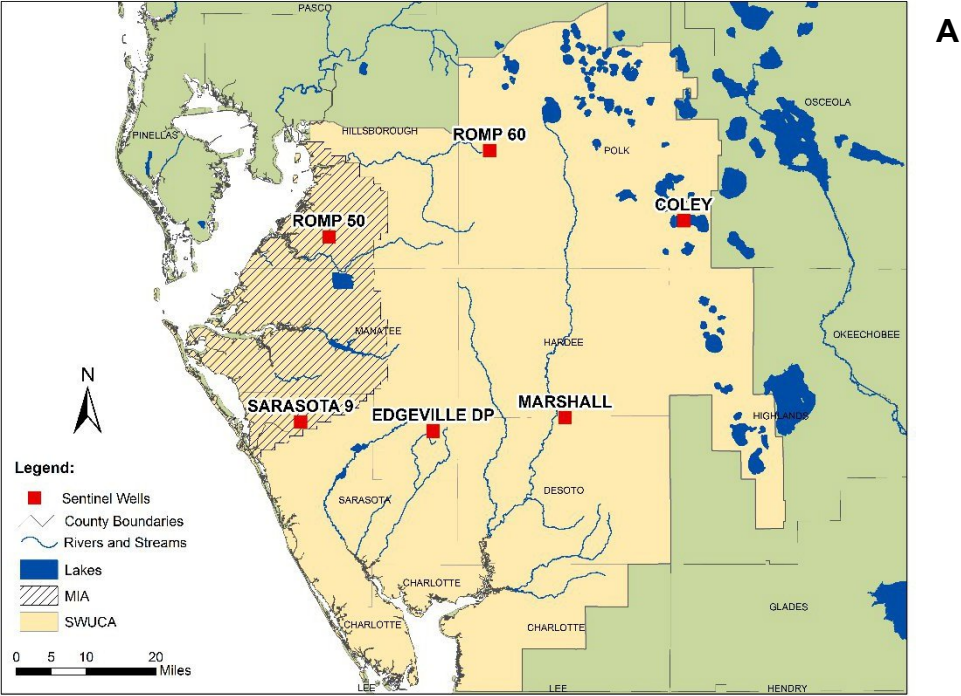 PASCO
A
OSCEOLA
PINELLAS
HILLSBOROUGH
ROMP 60
POLK
COLEY
ROMP 50
MANATEE
OKEECHOBEE
HARDEE
N
SARASOTA 9
EDGEVILLE DP
MARSHALL
HIGHLANDS
Legend:
Sentinel Wells
County Boundaries
Rivers and Streams
Lakes
MIA
SWUCA
SARASOTA
DESOTO
CHARLOTTE
GLADES
CHARLOTTE
CHARLOTTE
0 5 10 20
Miles
LEE
LEE
HENDRY